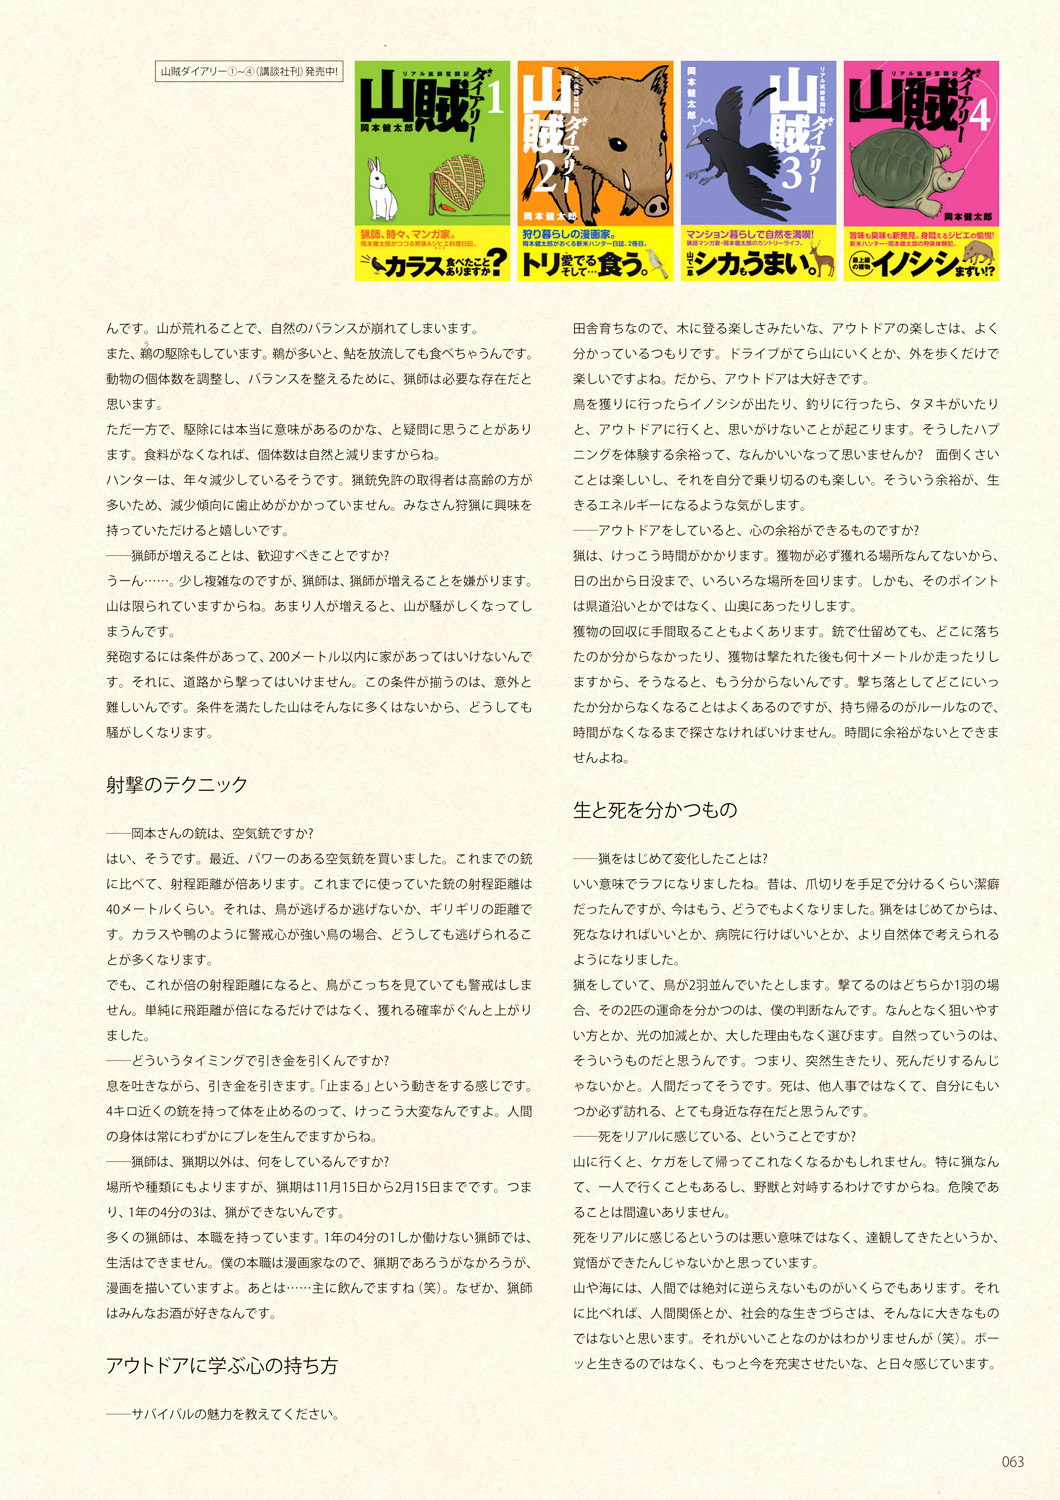 山賊ダイアリー①~④(講談社刊)発売中!
リアル猟師奮闘記
山賊ダイアリー
1
岡本健太郎
猟師、時々、マンガ家。
岡本健太郎がつづる狩猟&ジビエ料理日記。
カラス食べたことありますか?
リアル猟師奮闘記
山賊ダイアリー
2
岡本健太郎
狩り暮らしの漫画家。
岡本健太郎がおくる新米ハンター日誌、2冊目。
トリ愛でるそして…食う。
リアル猟師奮闘記
岡本健太郎
山賊ダイアリー
3
マンション暮らしで自然を満喫!
猟師マンガ家・岡本健太郎のカントリーライフ。
シカもうまい。
リアル猟師奮闘記
山賊ダイアリー
4
岡本健太郎
旨味も臭味も新発見。身悶えるジビエの愉悦!
新米ハンター・岡本健太郎の野猟体験記。
最上級の獲物
イノシシまずい!?
んです。山が荒れることで、自然のバランスが崩れてしまいます。
また、鵜の駆除もしています。鵜が多いと、鮎を放流しても食べちゃうんです。
動物の個体数を調整し、バランスを整えるために、猟師は必要な存在だと
思います。
ただ一方で、駆除には本当に意味があるのかな、と疑問に思うことがあり
ます。食料がなくなれば、個体数は自然と減りますからね。
ハンターは、年々減少しているそうです。猟銃免許の取得者は高齢の方が
多いため、減少傾向に歯止めがかかっていません。みなさん狩猟に興味を
持っていただけると嬉しいです。
――猟師が増えることは、歓迎すべきことですか?
うーん……。少し複雑なのですが、猟師は、猟師が増えることを嫌がります。
山は限られていますからね。あまり人が増えると、山が騒がしくなってし
まうんです。
発砲するには条件があって、200メートル以内に家があってはいけないんで
す。それに、道路から撃ってはいけません。この条件が揃うのは、意外と
難しいんです。条件を満たした山はそんなに多くはないから、どうしても
騒がしくなります。
射撃のテクニック
――岡本さんの銃は、空気銃ですか?
はい、そうです。最近、パワーのある空気銃を買いました。これまでの銃
に比べて、射程距離が倍あります。これまでに使っていた銃の射程距離は
40メートルくらい。それは、鳥が逃げるか逃げないか、ギリギリの距離で
す。カラスや鴨のように警戒心が強い鳥の場合、どうしても逃げられるこ
とが多くなります。
でも、これが倍の射程距離になると、鳥がこっちを見ていても警戒はしま
せん。単純に飛距離が倍になるだけではなく、獲れる確率がぐんと上がり
ました。
――どういうタイミングで引き金を引くんですか?
息を吐きながら、引き金を引きます。「止まる」という動きをする感じです。
4キロ近くの銃を持って体を止めるのって、けっこう大変なんですよ。人間
の身体は常にわずかにブレを生んでますからね。
――猟師は、猟期以外は、何をしているんですか?
場所や種類にもよりますが、猟期は11月15日から2月15日までです。つま
り、1年の4分の3は、猟ができないんです。
多くの猟師は、本職を持っています。1年の4分の1しか働けない猟師では、
生活はできません。僕の本職は漫画家なので、猟期であろうがなかろうが、
漫画を描いていますよ。あとは……主に飲んでますね(笑)。なぜか、猟師
はみんなお酒が好きなんです。
アウトドアに学ぶ心の持ち方
――サバイバルの魅力を教えてください。
田舎育ちなので、木に登る楽しさみたいな、アウトドアの楽しさは、よく
分かっているつもりです。ドライブがてら山にいくとか、外を歩くだけで
楽しいですよね。だから、アウトドアは大好きです。
鳥を獲りに行ったらイノシシが出たり、釣りに行ったら、タヌキがいたり
と、アウトドアに行くと、思いがけないことが起こります。そうしたハプ
ニングを体験する余裕って、なんかいいなって思いませんか? 面倒くさい
ことは楽しいし、それを自分で乗り切るのも楽しい。そういう余裕が、生
きるエネルギーになるような気がします。
――アウトドアをしていると、心の余裕ができるものですか?
猟は、けっこう時間がかかります。獲物が必ず獲れる場所なんてないから、
日の出から日没まで、いろいろな場所を回ります。しかも、そのポイント
は県道沿いとかではなく、山奥にあったりします。
獲物の回収に手間取ることもよくあります。銃で仕留めても、どこに落ち
たのか分からなかったり、獲物は撃たれた後も何十メートルか走ったりし
ますから、そうなると、もう分からないんです。撃ち落としてどこにいっ
たか分からなくなることはよくあるのですが、持ち帰るのがルールなので、
時間がなくなるまで探さなければいけません。時間に余裕がないとできま
せんよね。
生と死を分かつもの
――猟をはじめて変化したことは?
いい意味でラフになりましたね。昔は、爪切りを手足で分けるくらい潔癖
だったんですが、今はもう、どうでもよくなりました。猟をはじめてからは、
死ななければいいとか、病院に行けばいいとか、より自然体で考えられる
ようになりました。
猟をしていて、鳥が2羽並んでいたとします。撃てるのはどちらか1羽の場
合、その2匹の運命を分かつのは、僕の判断なんです。なんとなく狙いやす
い方とか、光の加減とか、大した理由もなく選びます。自然っていうのは、
そういうものだと思うんです。つまり、突然生きたり、死んだりするんじ
ゃないかと。人間だってそうです。死は、他人事ではなくて、自分にもい
つか必ず訪れる、とても身近な存在だと思うんです。
――死をリアルに感じている、ということですか?
山に行くと、ケガをして帰ってこれなくなるかもしれません。特に猟なん
て、一人で行くこともあるし、野獣と対峙するわけですからね。危険であ
ることは間違いありません。
死をリアルに感じるというのは悪い意味ではなく、達観してきたというか、
覚悟ができたんじゃないかと思っています。
山や海には、人間では絶対に逆らえないものがいくらでもあります。それ
に比べれば、人間関係とか、社会的な生きづらさは、そんなに大きなもの
ではないと思います。それがいいことなのかはわかりませんが(笑)。ボー
ッと生きるのではなく、もっと今を充実させたいな、と日々感じています。
063